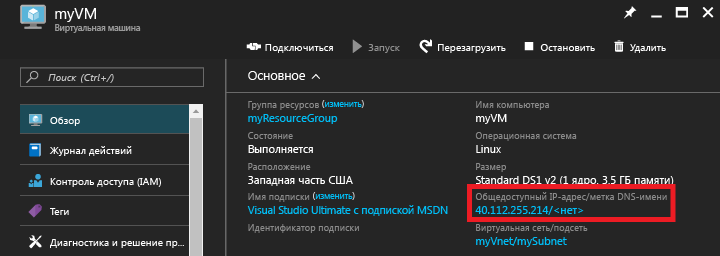 myVM
Виртуальная машина
Подключиться Запуск Перезагрузить Остановить Удалить
Поиск (Ctrl+/)
Обзор
Журнал действий
Контроль доступа (IAM)
Теги
Диагностика и решение пр...
Основное
Группа ресурсов (изменить)
myResourceGroup
Состояние
Выполняется
Расположение
Западная часть США
Имя подписки (изменить)
Visual Studio Ultimate с подпиской MSDN
Идентификатор подписки
Имя компьютера
myVM
Операционная система
Linux
Размер
Standard DS1 v2 (1 ядро, 3.5 ГБ памяти)
Общедоступный IP-адрес/метка DNS-имени
40.112.255.214/<нет>
Виртуальная сеть/подсеть
myVnet/mySubnet